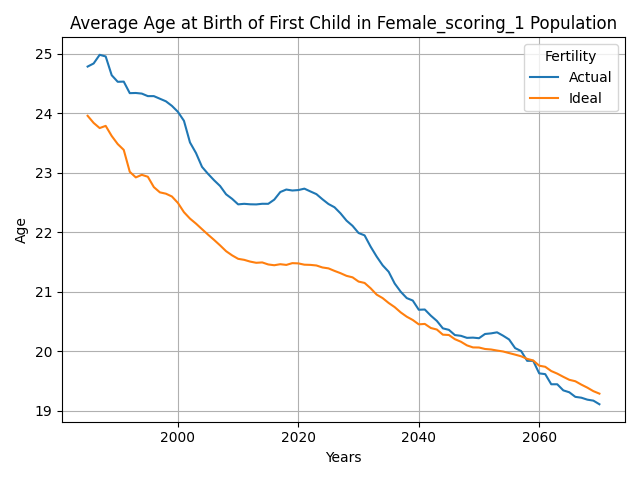 Average Age at Birth of First Child in Female_scoring_1 Population
Fertility
Actual
Ideal
Age
25
24
23
22
21
20
19
2000
2020
2040
2060
Years